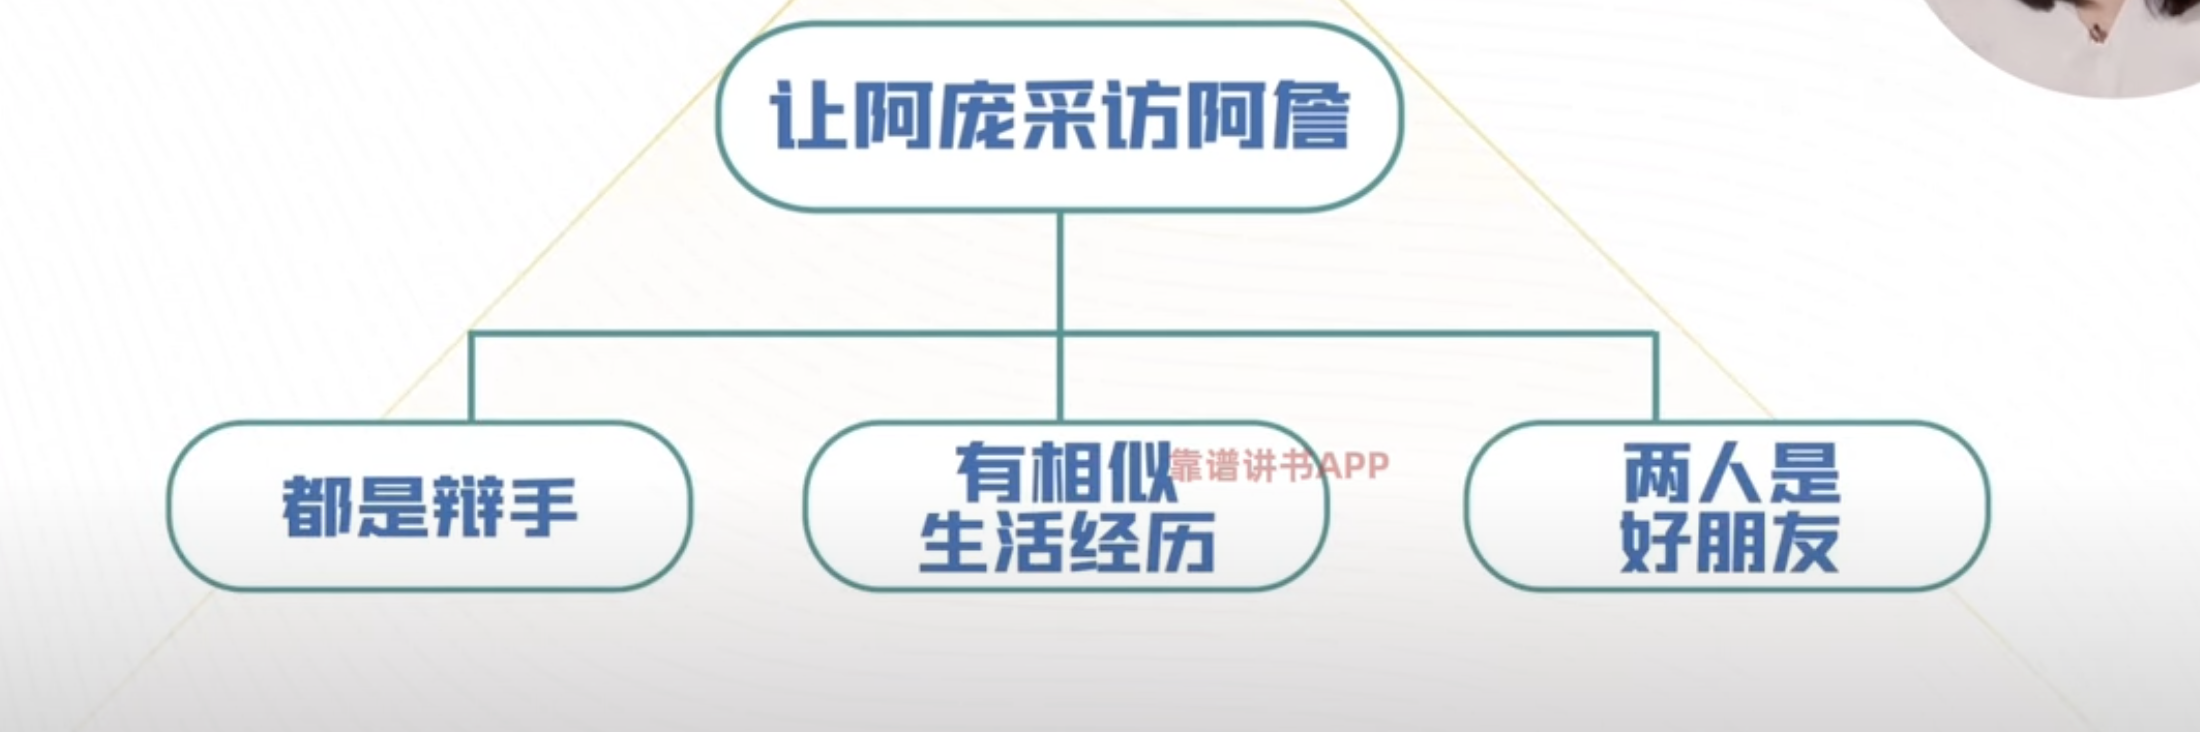 让阿庞采访阿詹
都是辩手
有相似
生活经历
靠谱讲书APP
两人是
好朋友